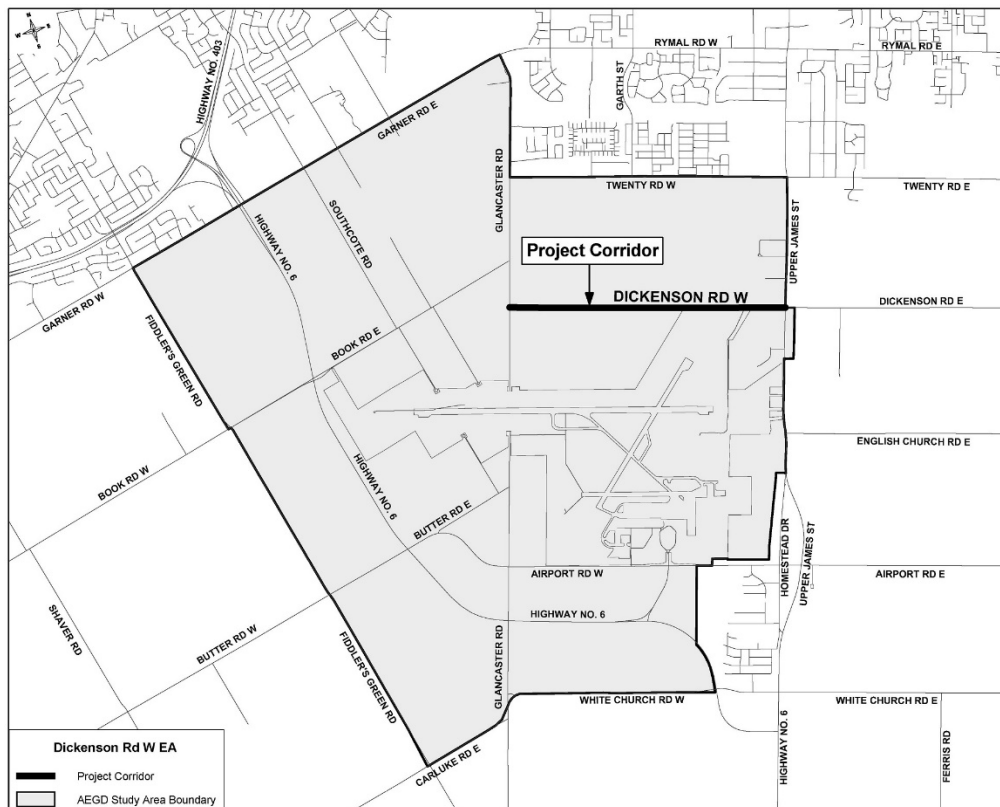 N
E
S
W
HIGHWAY NO. 403
RYMAL RD W
RYMAL RD E
GARTH ST
GARNER RD E
GLANCASTER RD
TWENTY RD W
TWENTY RD E
SOUTHCOTE RD
HIGHWAY NO. 6
UPPER JAMES ST
Project Corridor
DICKENSON RD W
DICKENSON RD E
GARNER RD W
FIDDLER'S GREEN RD
BOOK RD E
ENGLISH CHURCH RD E
BOOK RD W
HIGHWAY NO. 6
BUTTER RD E
HOMESTEAD DR
UPPER JAMES ST
AIRPORT RD W
AIRPORT RD E
SHAVER RD
HIGHWAY NO. 6
BUTTER RD W
FIDDLER'S GREEN RD
GLANCASTER RD
WHITE CHURCH RD W
WHITE CHURCH RD E
CARLUKE RD E
HIGHWAY NO. 6
FERRIS RD
Dickenson Rd W EA
Project Corridor
AEGD Study Area Boundary